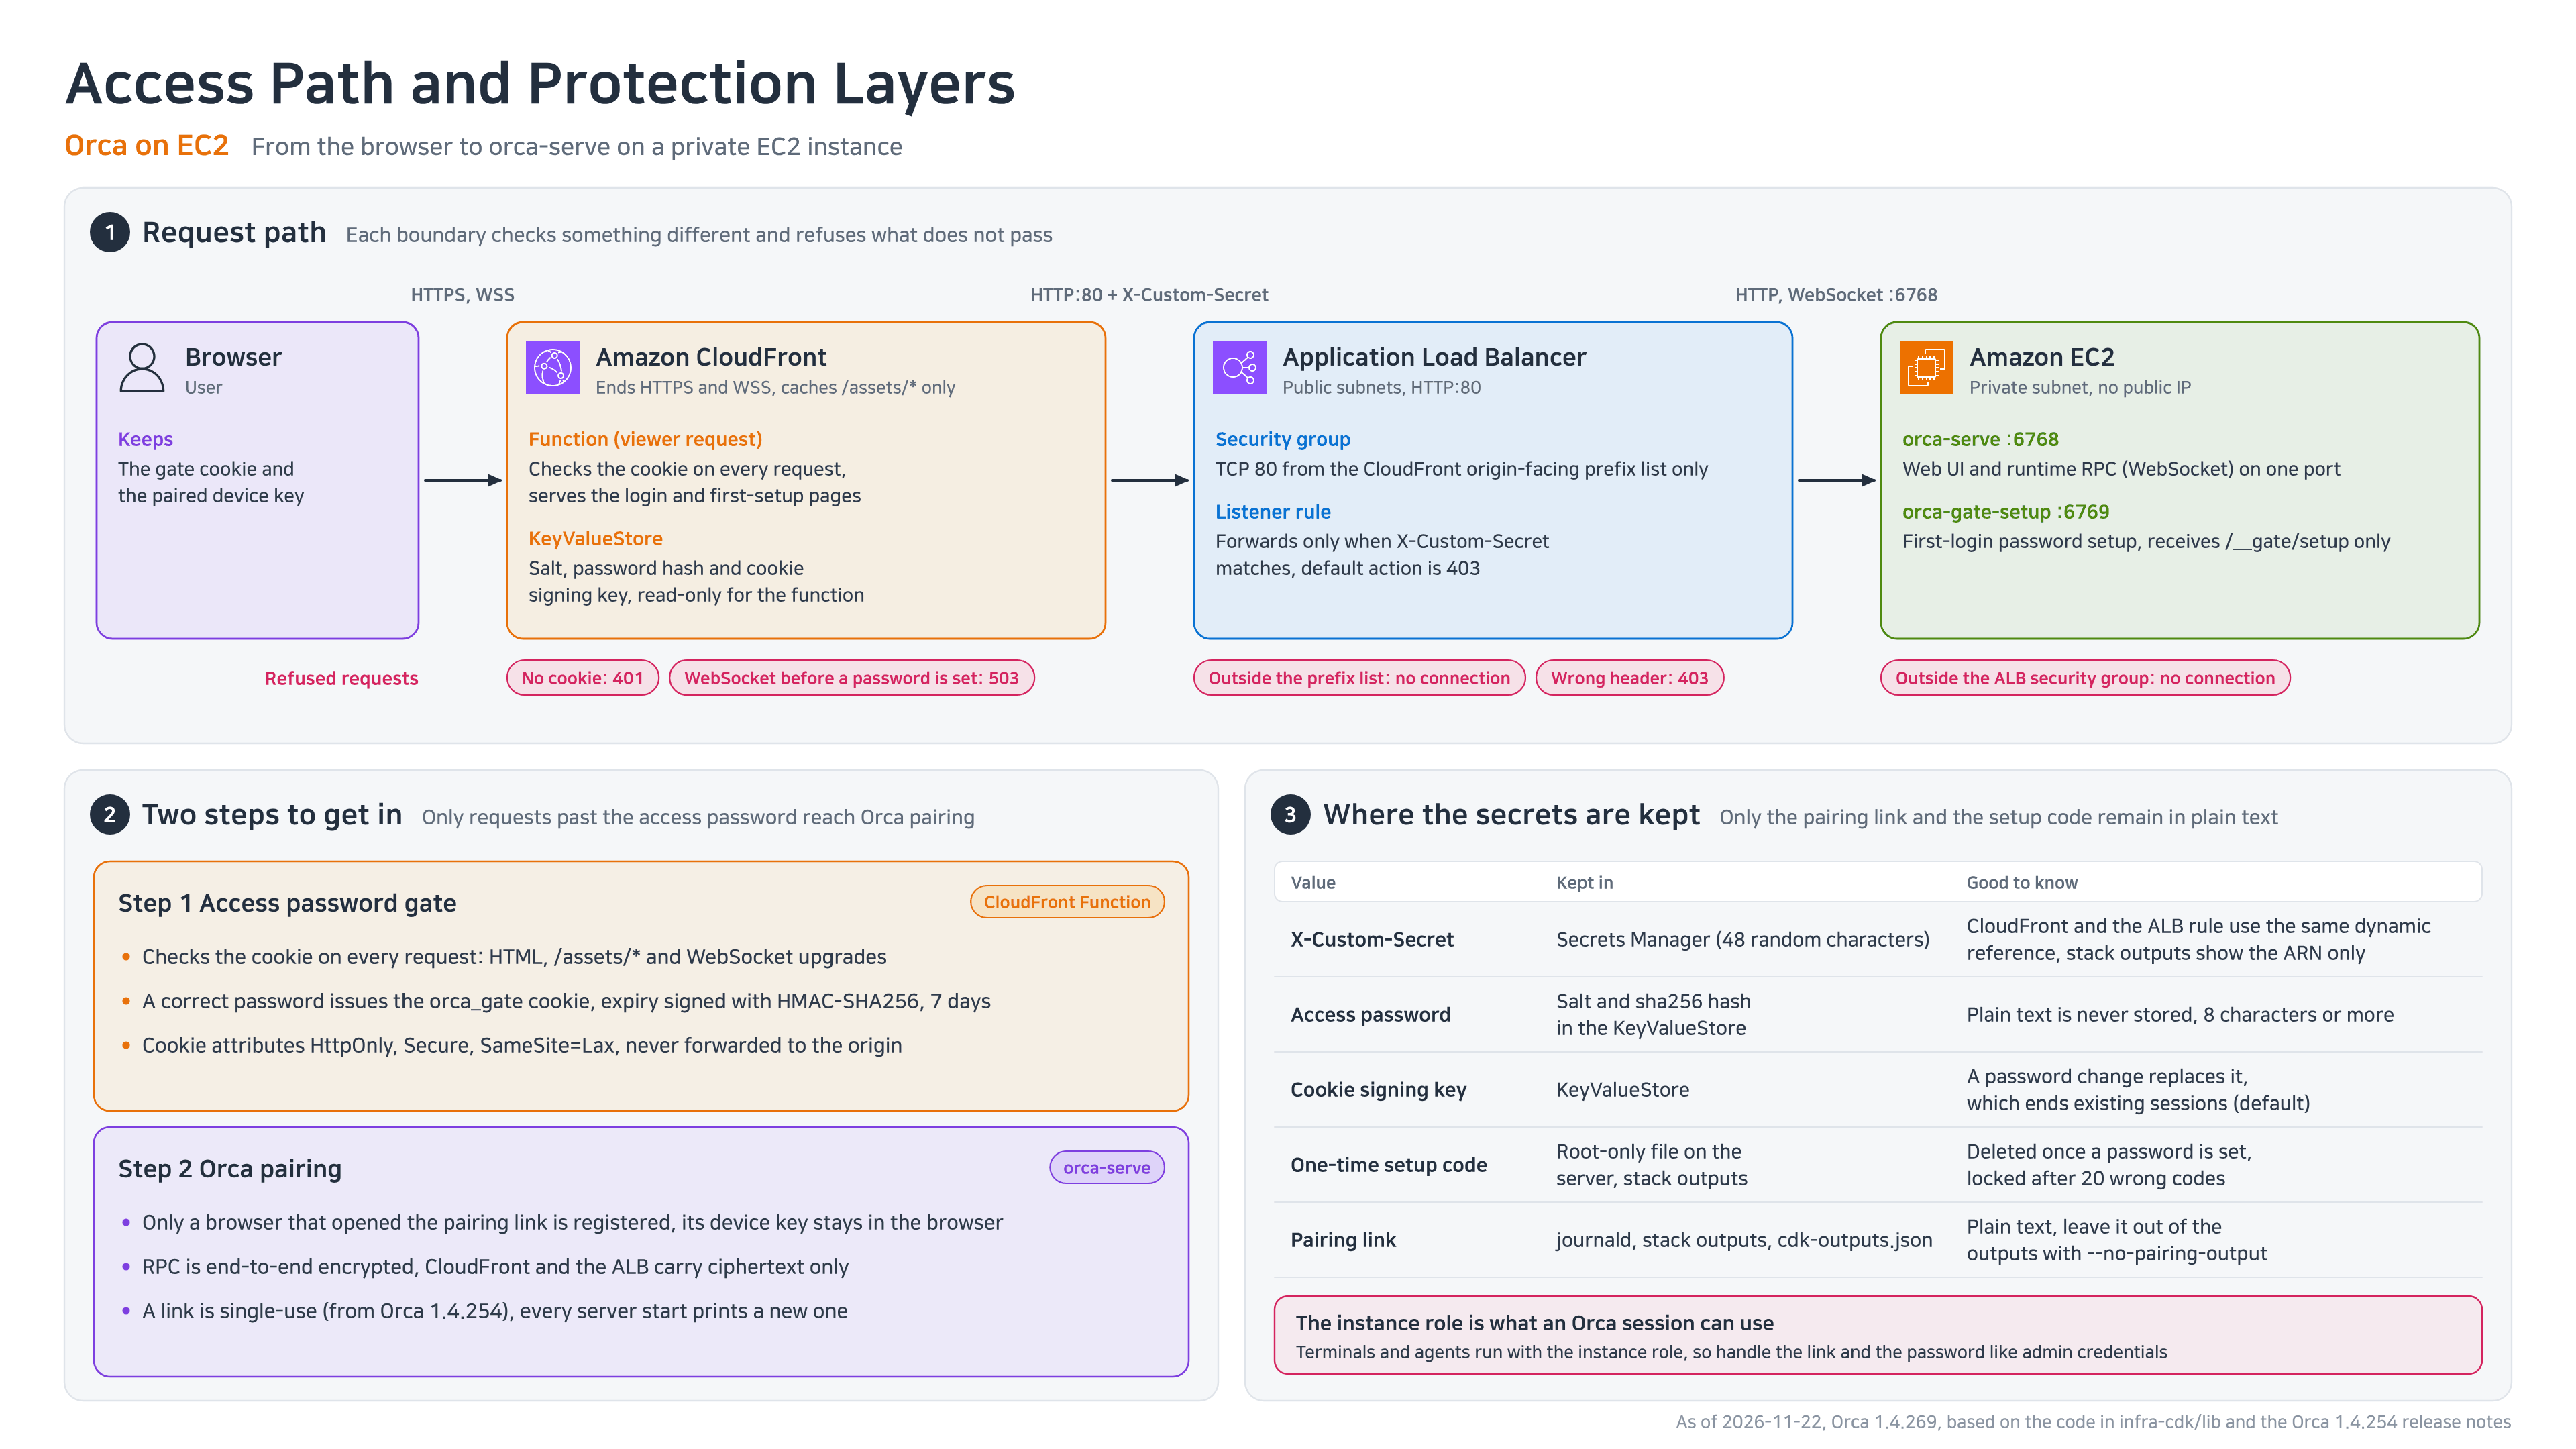 Access Path and Protection Layers
Orca on EC2 From the browser to orca-serve on a private EC2 instance
1 Request path Each boundary checks something different and refuses what does not pass
HTTPS, WSS
HTTP:80 + X-Custom-Secret
HTTP, WebSocket :6768
Browser
User
Keeps
The gate cookie and
the paired device key
Amazon CloudFront
Ends HTTPS and WSS, caches /assets/* only
Function (viewer request)
Checks the cookie on every request,
serves the login and first-setup pages
KeyValueStore
Salt, password hash and cookie
signing key, read-only for the function
Application Load Balancer
Public subnets, HTTP:80
Security group
TCP 80 from the CloudFront origin-facing prefix list only
Listener rule
Forwards only when X-Custom-Secret
matches, default action is 403
Amazon EC2
Private subnet, no public IP
orca-serve :6768
Web UI and runtime RPC (WebSocket) on one port
orca-gate-setup :6769
First-login password setup, receives /__gate/setup only
Refused requests
No cookie: 401
WebSocket before a password is set: 503
Outside the prefix list: no connection
Wrong header: 403
Outside the ALB security group: no connection
2 Two steps to get in Only requests past the access password reach Orca pairing
Step 1 Access password gate
CloudFront Function
• Checks the cookie on every request: HTML, /assets/* and WebSocket upgrades
• A correct password issues the orca_gate cookie, expiry signed with HMAC-SHA256, 7 days
• Cookie attributes HttpOnly, Secure, SameSite=Lax, never forwarded to the origin
Step 2 Orca pairing
orca-serve
• Only a browser that opened the pairing link is registered, its device key stays in the browser
• RPC is end-to-end encrypted, CloudFront and the ALB carry ciphertext only
• A link is single-use (from Orca 1.4.254), every server start prints a new one
3 Where the secrets are kept Only the pairing link and the setup code remain in plain text
Value Kept in Good to know
X-Custom-Secret
Secrets Manager (48 random characters)
CloudFront and the ALB rule use the same dynamic
reference, stack outputs show the ARN only
Access password
Salt and sha256 hash
in the KeyValueStore
Plain text is never stored, 8 characters or more
Cookie signing key
KeyValueStore
A password change replaces it,
which ends existing sessions (default)
One-time setup code
Root-only file on the
server, stack outputs
Deleted once a password is set,
locked after 20 wrong codes
Pairing link
journald, stack outputs, cdk-outputs.json
Plain text, leave it out of the
outputs with --no-pairing-output
The instance role is what an Orca session can use
Terminals and agents run with the instance role, so handle the link and the password like admin credentials
As of 2026-11-22, Orca 1.4.269, based on the code in infra-cdk/lib and the Orca 1.4.254 release notes